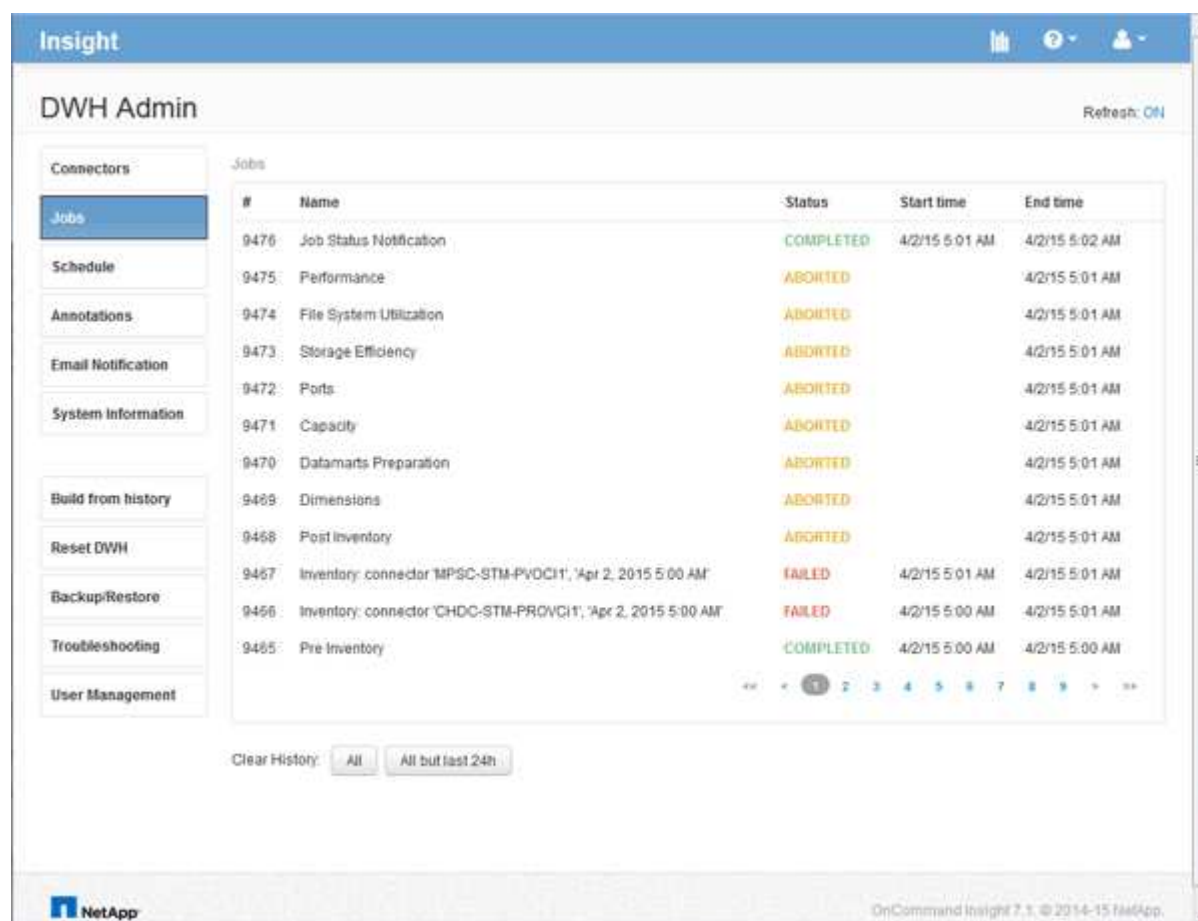 Insight
DWH Admin
Refresh: ON
Connectors
Jobs
Schedule
Annotations
Email Notification
System Information
Build from history
Reset DWH
Backup/Restore
Troubleshooting
User Management
Jobs
# Name Status Start time End time
9476 Job Status Notification COMPLETED 4/2/15 5:01 AM 4/2/15 5:02 AM
9475 Performance ABORTED 4/2/15 5:01 AM
9474 File System Utilization ABORTED 4/2/15 5:01 AM
9473 Storage Efficiency ABORTED 4/2/15 5:01 AM
9472 Ports ABORTED 4/2/15 5:01 AM
9471 Capacity ABORTED 4/2/15 5:01 AM
9470 Datamarts Preparation ABORTED 4/2/15 5:01 AM
9469 Dimensions ABORTED 4/2/15 5:01 AM
9468 Post Inventory ABORTED 4/2/15 5:01 AM
9467 Inventory: connector 'MPSC-STM-PVOCI1', 'Apr 2, 2015 5:00 AM' FAILED 4/2/15 5:01 AM 4/2/15 5:01 AM
9466 Inventory: connector 'CHDC-STM-PROVCi1', 'Apr 2, 2015 5:00 AM' FAILED 4/2/15 5:00 AM 4/2/15 5:01 AM
9465 Pre Inventory COMPLETED 4/2/15 5:00 AM 4/2/15 5:00 AM
<< < 1 2 3 4 5 6 7 8 9 > >>
Clear History: All All but last 24h
NetApp
OnCommand Insight 7.1, © 2014-15 NetApp.